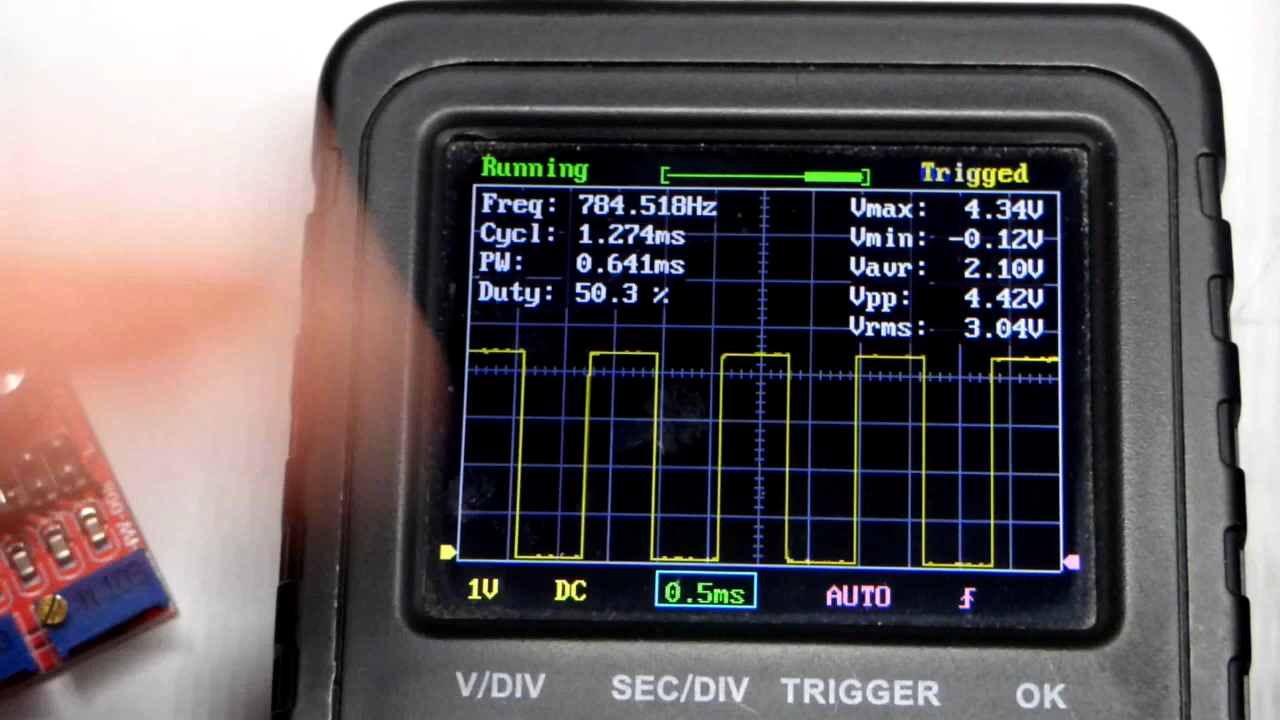 Running Trigged
Freq: 784.518Hz Vmax: 4.34V
Cycl: 1.274ms Vmin: -0.12V
PW: 0.641ms Vavr: 2.10V
Duty: 50.3 % Vpp: 4.42V
Vrms: 3.04V
1V DC 0.5ms AUTO
V/DIV SEC/DIV TRIGGER OK